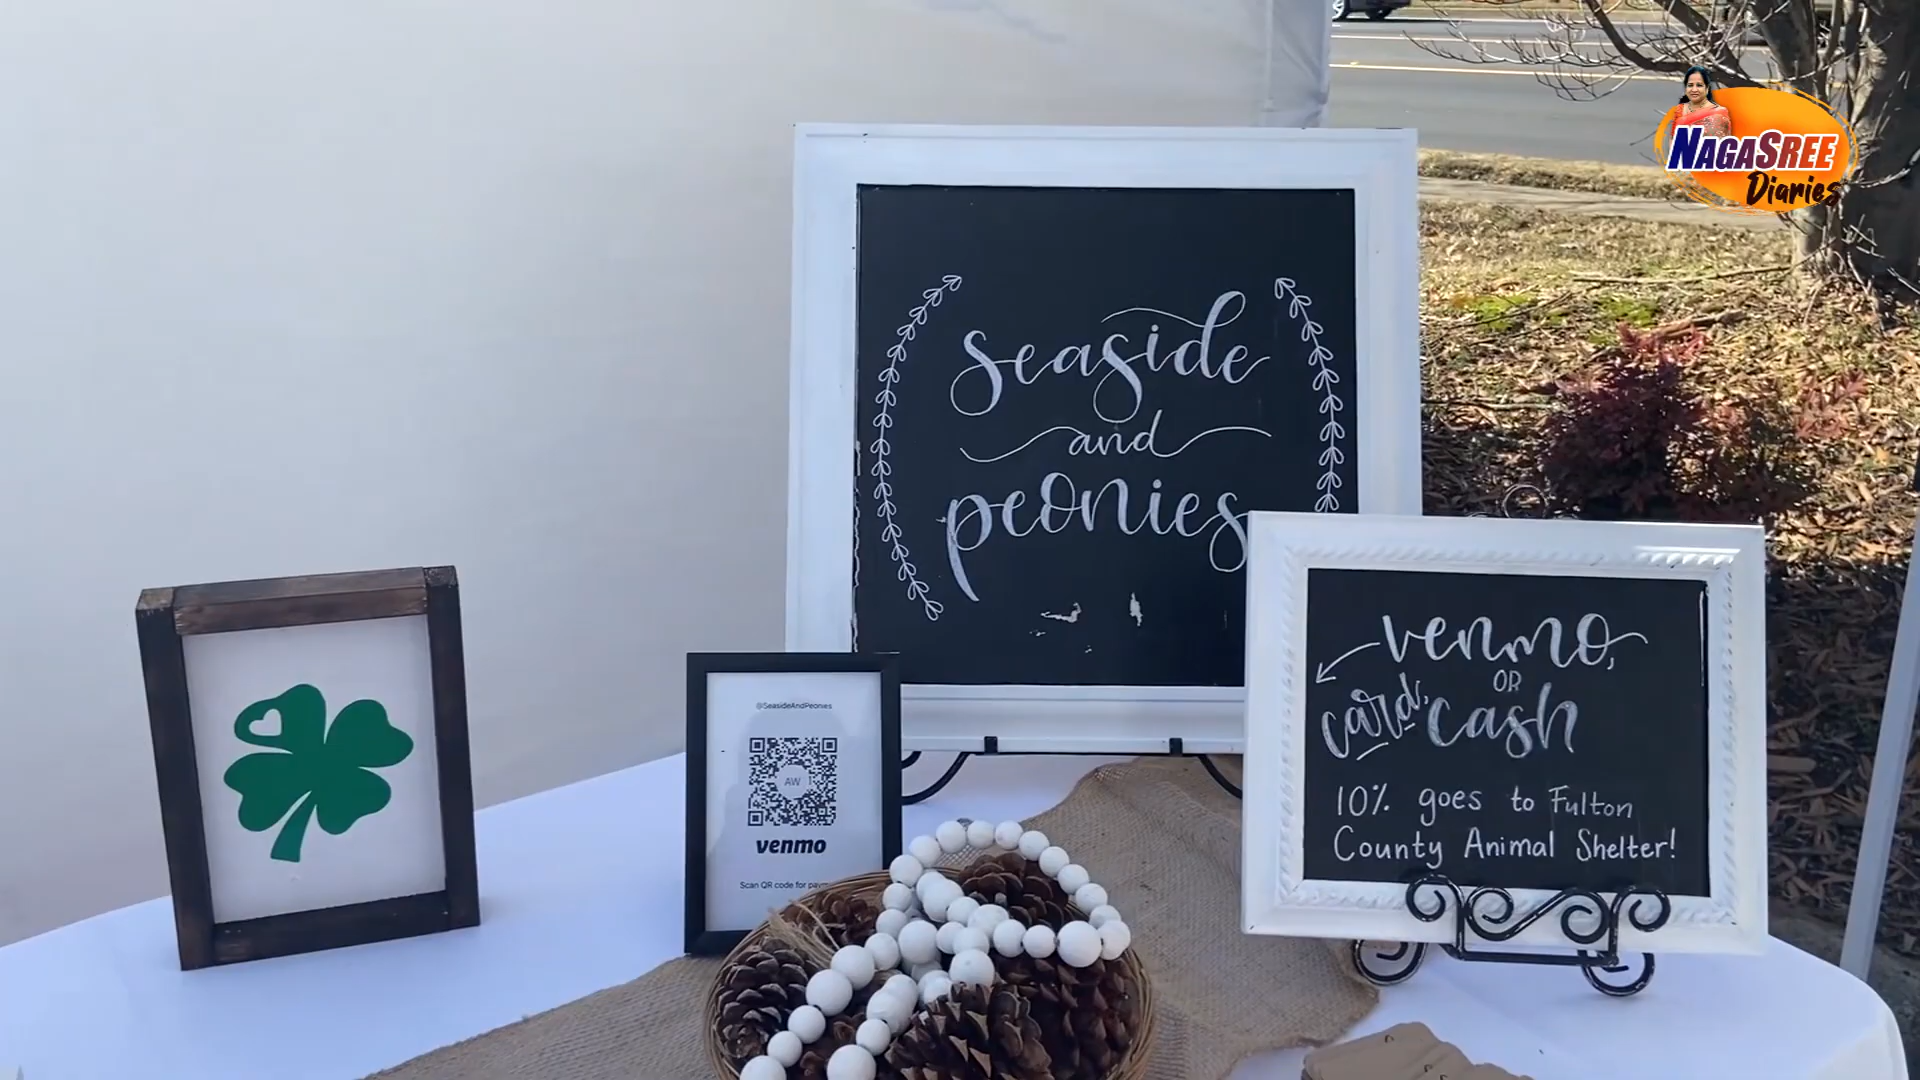 NAGASREE
Diaries
seaside
and
peonies
@SeasideAndPeonies
AW
venmo
Scan QR code for
venmo,
OR
card, cash
10% goes to Fulton
County Animal Shelter!